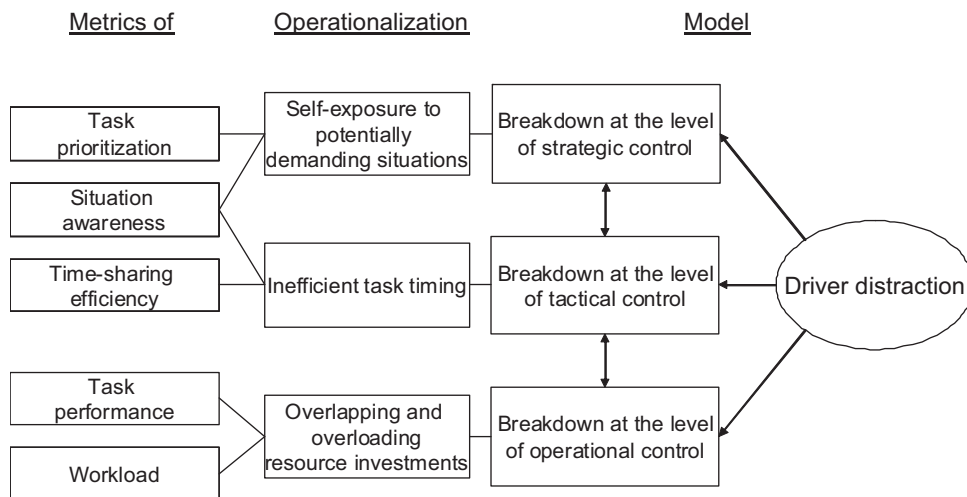 Metrics of
Operationalization
Model
Task
prioritization
Self-exposure to
potentially
demanding situations
Breakdown at the level
of strategic control
Situation
awareness
Time-sharing
efficiency
Inefficient task timing
Breakdown at the level
of tactical control
Driver distraction
Task
performance
Workload
Overlapping and
overloading
resource investments
Breakdown at the level
of operational control